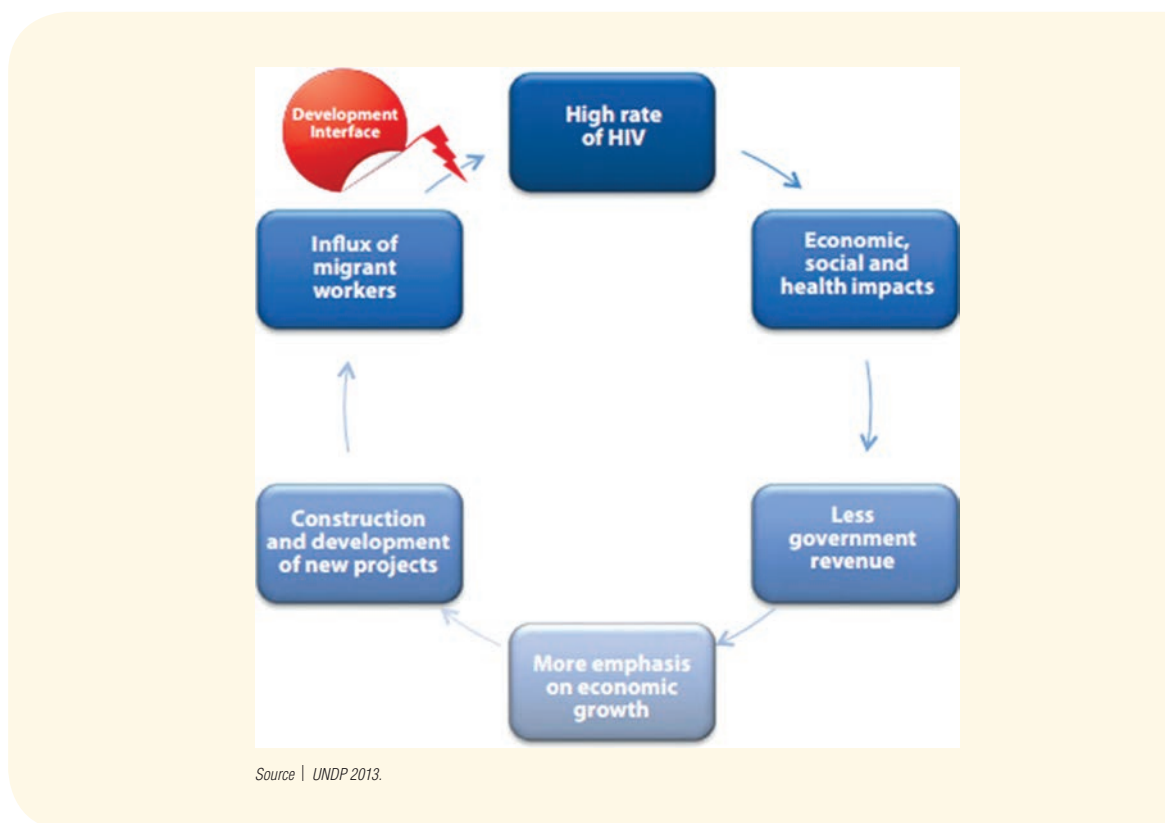 Development
Interface
High rate
of HIV
Influx of
migrant
workers
Economic,
social and
health impacts
Construction
and development
of new projects
Less
government
revenue
More emphasis
on economic
growth
Source | UNDP 2013.